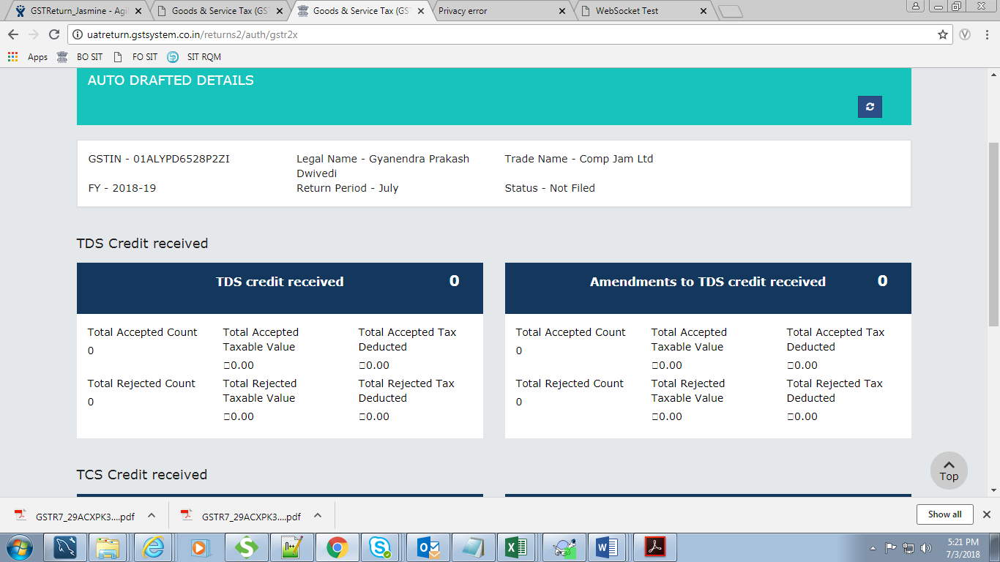 GSTReturn_Jasmine - Agi
Goods & Service Tax (GS
Goods & Service Tax (GS
Privacy error
WebSocket Test
uatreturn.gstsystem.co.in/returns2/auth/gstr2x
Apps
BO SIT
FO SIT
SIT RQM
AUTO DRAFTED DETAILS
GSTIN - 01ALYPD6528P2ZI
Legal Name - Gyanendra Prakash
Dwivedi
Trade Name - Comp Jam Ltd
FY - 2018-19
Return Period - July
Status - Not Filed
TDS Credit received
TDS credit received 0
Total Accepted Count
0
Total Accepted
Taxable Value
0.00
Total Accepted Tax
Deducted
0.00
Total Rejected Count
0
Total Rejected
Taxable Value
0.00
Total Rejected Tax
Deducted
0.00
Amendments to TDS credit received 0
Total Accepted Count
0
Total Accepted
Taxable Value
0.00
Total Accepted Tax
Deducted
0.00
Total Rejected Count
0
Total Rejected
Taxable Value
0.00
Total Rejected Tax
Deducted
0.00
TCS Credit received
Top
GSTR7_29ACXPK3....pdf
GSTR7_29ACXPK3....pdf
Show all
5:21 PM
7/3/2018